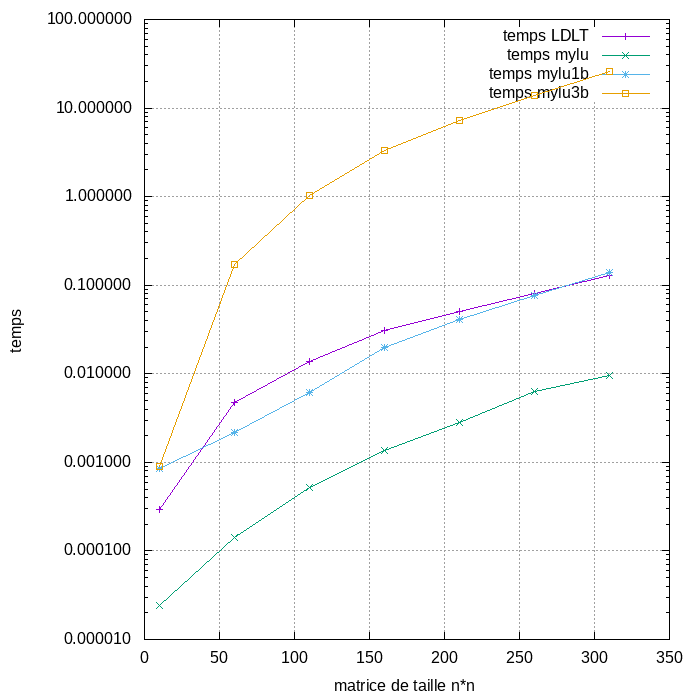 100.000000
10.000000
1.000000
0.100000
0.010000
0.001000
0.000100
0.000010
0 50 100 150 200 250 300 350
temps
matrice de taille n*n
temps LDLT
temps mylu
temps mylu1b
temps mylu3b